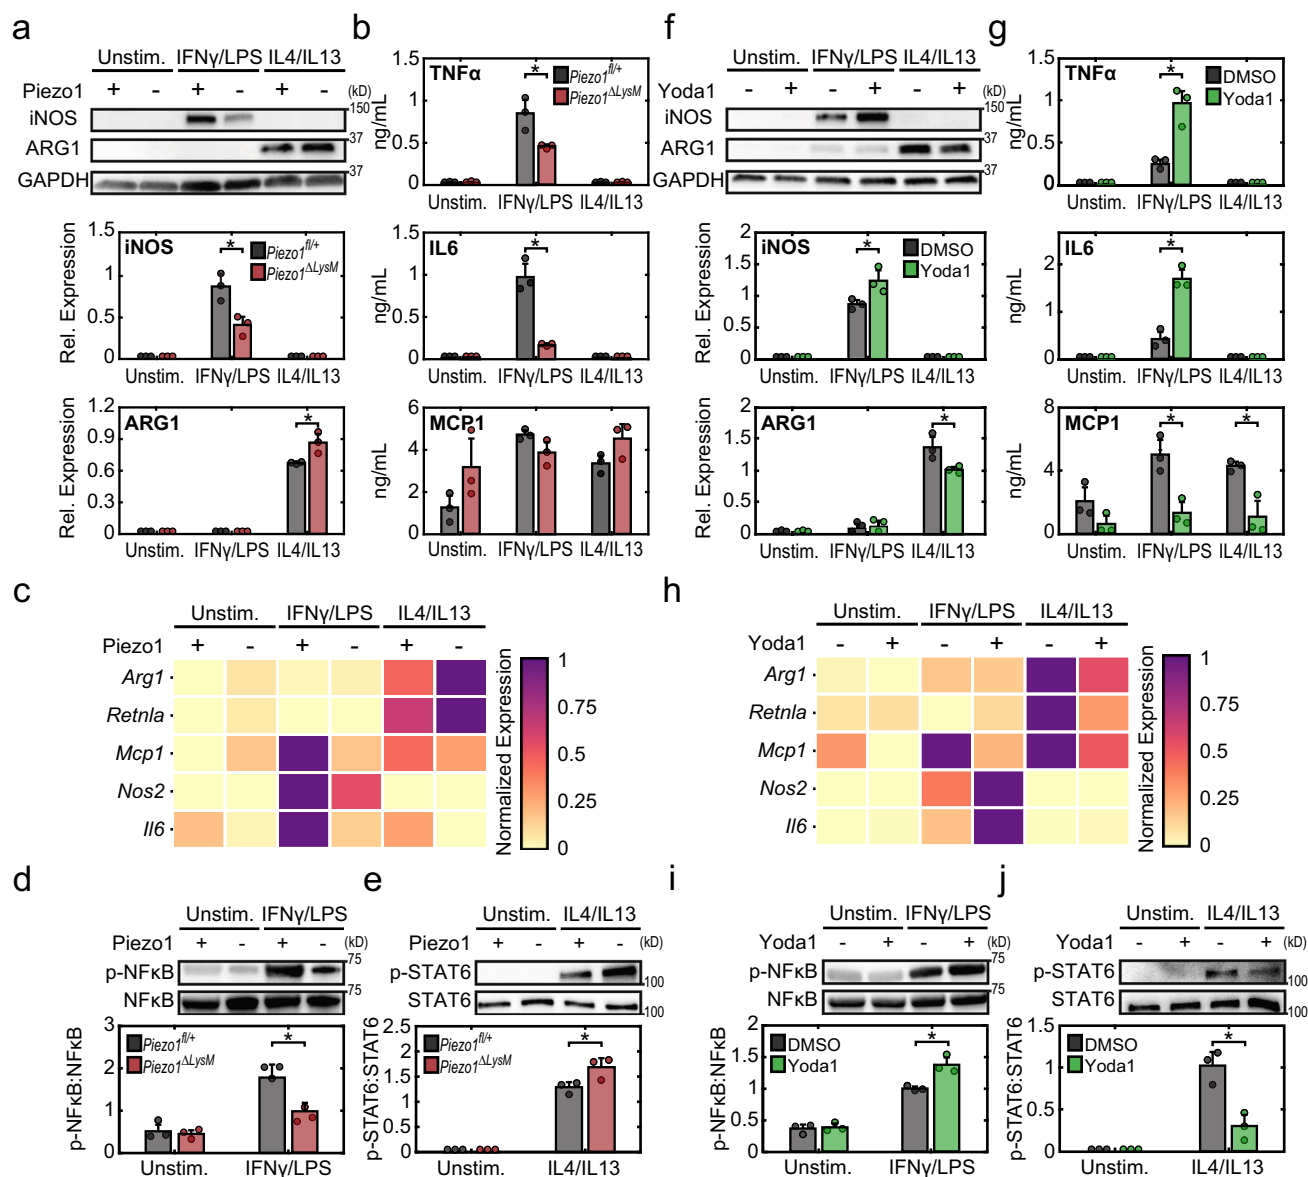 a
Unstim. IFNγ/LPS IL4/IL13
Piezo1 + - + - + - (kD)
iNOS 150
ARG1 37
GAPDH 37
iNOS
Piezo1fl/+
Piezo1ΔLysM
*
Rel. Expression
1.5
1
0.5
0
Unstim. IFNγ/LPS IL4/IL13
ARG1
*
Rel. Expression
1.2
0.9
0.6
0.3
0
Unstim. IFNγ/LPS IL4/IL13
b
TNFα
*
Piezo1fl/+
Piezo1ΔLysM
ng/mL
1.5
1
0.5
0
Unstim. IFNγ/LPS IL4/IL13
IL6
*
ng/mL
1.5
1
0.5
0
Unstim. IFNγ/LPS IL4/IL13
MCP1
ng/mL
6
4
2
0
Unstim. IFNγ/LPS IL4/IL13
f
Unstim. IFNγ/LPS IL4/IL13
Yoda1 - + - + - + (kD)
iNOS 150
ARG1 37
GAPDH 37
iNOS
*
DMSO
Yoda1
Rel. Expression
2
1.5
1
0.5
0
Unstim. IFNγ/LPS IL4/IL13
ARG1
*
Rel. Expression
2
1.5
1
0.5
0
Unstim. IFNγ/LPS IL4/IL13
g
TNFα
*
DMSO
Yoda1
ng/mL
1.5
1
0.5
0
Unstim. IFNγ/LPS IL4/IL13
IL6
*
ng/mL
2
1
0
Unstim. IFNγ/LPS IL4/IL13
MCP1
* *
ng/mL
8
4
0
Unstim. IFNγ/LPS IL4/IL13
c
Unstim. IFNγ/LPS IL4/IL13
Piezo1 + - + - + -
Arg1
Retnla
Mcp1
Nos2
Il6
1
0.75
0.5
0.25
0
Normalized Expression
h
Unstim. IFNγ/LPS IL4/IL13
Yoda1 - + - + - +
Arg1
Retnla
Mcp1
Nos2
Il6
1
0.75
0.5
0.25
0
Normalized Expression
d
Unstim. IFNγ/LPS
Piezo1 + - + - (kD)
p-NFκB 75
NFκB 75
Piezo1fl/+
Piezo1ΔLysM
*
p-NFκB:NFκB
3
2
1
0
Unstim. IFNγ/LPS
e
Unstim. IL4/IL13
Piezo1 + - + - (kD)
p-STAT6 100
STAT6 100
Piezo1fl/+
Piezo1ΔLysM
*
p-STAT6:STAT6
2.5
2
1.5
1
0.5
0
Unstim. IL4/IL13
i
Unstim. IFNγ/LPS
Yoda1 - + - + (kD)
p-NFκB 75
NFκB 75
DMSO
Yoda1
*
p-NFκB:NFκB
2
1.5
1
0.5
0
Unstim. IFNγ/LPS
j
Unstim. IL4/IL13
Yoda1 - + - + (kD)
p-STAT6 100
STAT6 100
DMSO
Yoda1
*
p-STAT6:STAT6
1.5
1
0.5
0
Unstim. IL4/IL13